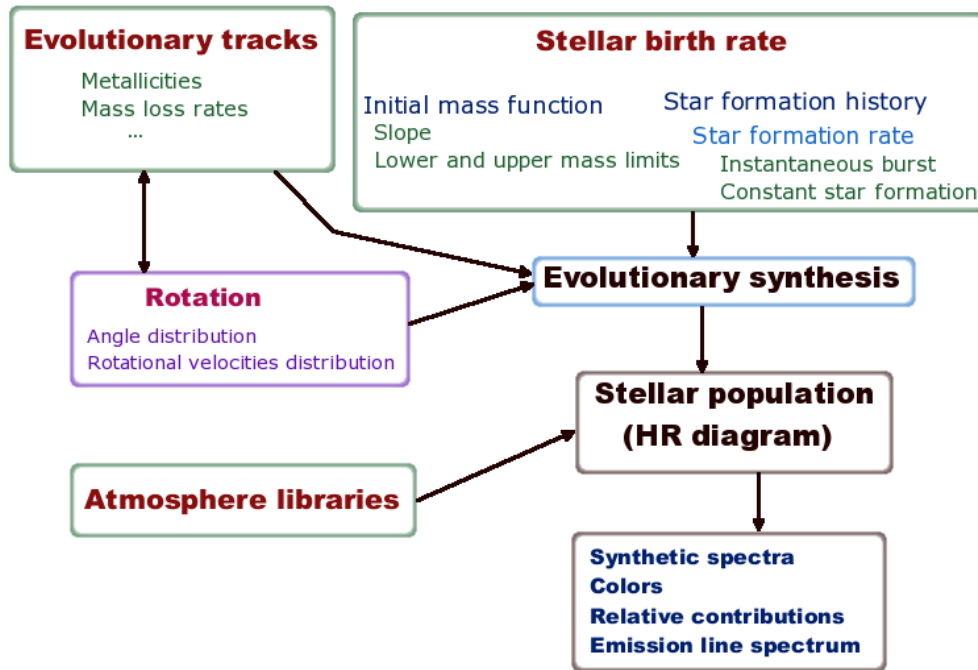 Evolutionary tracks
Metallicities
Mass loss rates
...
Stellar birth rate
Initial mass function
Slope
Lower and upper mass limits
Star formation history
Star formation rate
Instantaneous burst
Constant star formation
Rotation
Angle distribution
Rotational velocities distribution
Evolutionary synthesis
Stellar population
(HR diagram)
Atmosphere libraries
Synthetic spectra
Colors
Relative contributions
Emission line spectrum